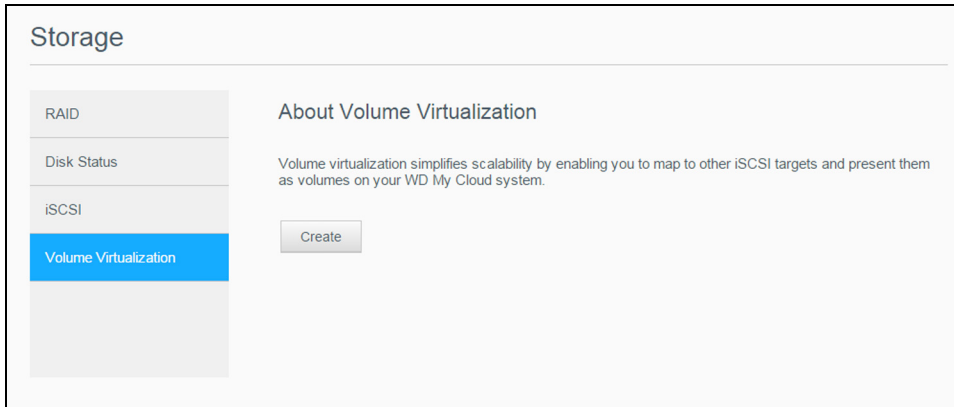 Storage
RAID
Disk Status
iSCSI
Volume Virtualization
About Volume Virtualization
Volume virtualization simplifies scalability by enabling you to map to other iSCSI targets and present them
as volumes on your WD My Cloud system.
Create